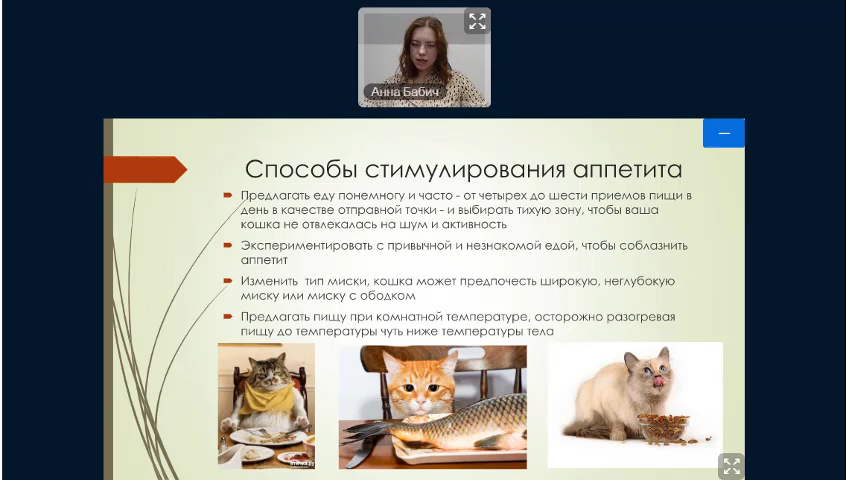 Анна Бабич
Способы стимулирования аппетита
Предлагать еду понемногу и часто - от четырех до шести приемов пищи в
день в качестве отправной точки - и выбирать тихую зону, чтобы ваша
кошка не отвлекалась на шум и активность
Экспериментировать с привычной и незнакомой едой, чтобы соблазнить
аппетит
Изменить тип миски, кошка может предпочесть широкую, неглубокую
миску или миску с ободком
Предлагать пищу при комнатной температуре, осторожно разогревая
пищу до температуры чуть ниже температуры тела